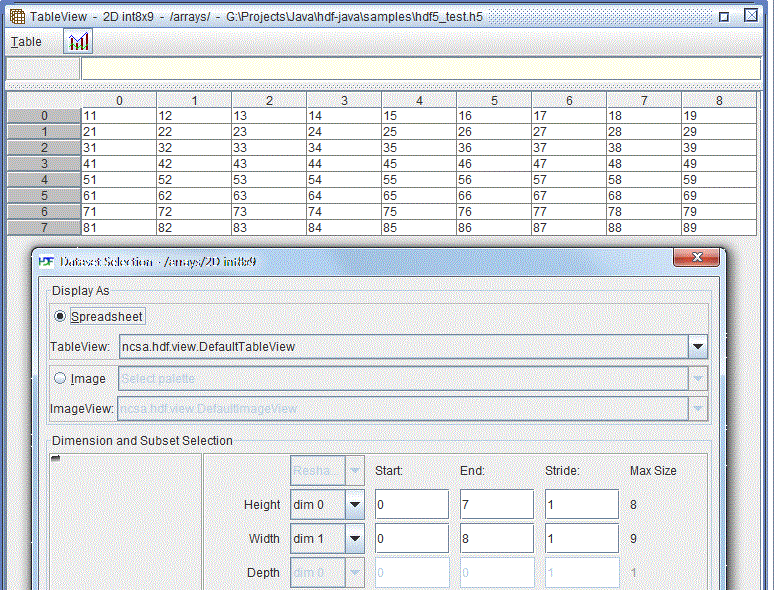 TableView - 2D int8x9 - /arrays/ - G:\Projects\Java\hdf-java\samples\hdf5_test.h5
Table
0 1 2 3 4 5 6 7 8
0 11 12 13 14 15 16 17 18 19
1 21 22 23 24 25 26 27 28 29
2 31 32 33 34 35 36 37 38 39
3 41 42 43 44 45 46 47 48 49
4 51 52 53 54 55 56 57 58 59
5 61 62 63 64 65 66 67 68 69
6 71 72 73 74 75 76 77 78 79
7 81 82 83 84 85 86 87 88 89
HDF Dataset Selection - /arrays/2D int8x9
Display As
Spreadsheet
TableView: ncsa.hdf.view.DefaultTableView
Image Select palette
ImageView: ncsa.hdf.view.DefaultImageView
Dimension and Subset Selection
Resha... Start: End: Stride: Max Size
Height dim 0 0 7 1 8
Width dim 1 0 8 1 9
Depth dim 0 0 0 1 1